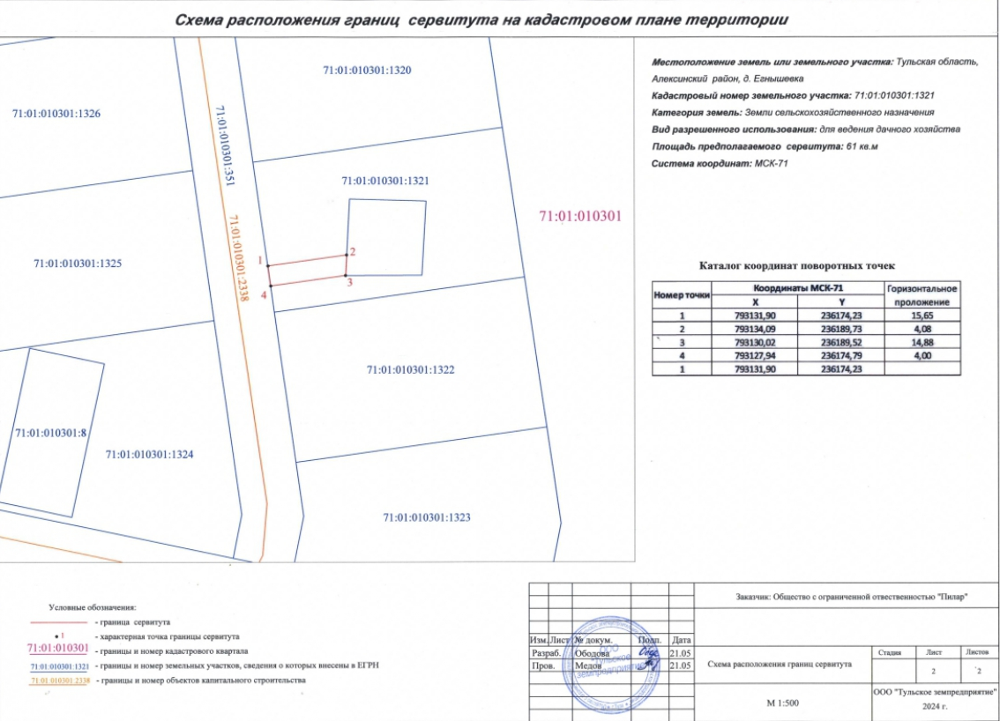 Схема расположения границ сервитута на кадастровом плане территории
71:01:010301:1320
71:01:010301:1326
71:01:010301:351
71:01:010301:1321
71:01:010301
71:01:010301:2338
71:01:010301:1325
1
2
3
4
71:01:010301:1322
71:01:010301:8
71:01:010301:1324
71:01:010301:1323
Местоположение земель или земельного участка: Тульская область,
Алексинский район, д. Егнышевка
Кадастровый номер земельного участка: 71:01:010301:1321
Категория земель: Земли сельскохозяйственного назначения
Вид разрешенного использования: для ведения дачного хозяйства
Площадь предполагаемого сервитута: 61 кв.м
Система координат: МСК-71
Каталог координат поворотных точек
Номер точки Координаты МСК-71 Горизонтальное проложение
X Y
1 793131,90 236174,23 15,65
2 793134,09 236189,73 4,08
3 793130,02 236189,52 14,88
4 793127,94 236174,79 4,00
1 793131,90 236174,23
Условные обозначения:
- граница сервитута
1 - характерная точка границы сервитута
71:01:010301 - границы и номер кадастрового квартала
71:01:010301:1321 - границы и номер земельных участков, сведения о которых внесены в ЕГРН
71:01:010301:2338 - границы и номер объектов капитального строительства
Заказчик: Общество с ограниченной отвественностью "Пилар"
Изм. Лист № докум. Подп. Дата
Разраб. Ободова 21.05
Пров. Медов 21.05
ООО
"Тульское
земпредприятие"
Схема расположения границ сервитута
Стадия Лист Листов
2 2
М 1:500
ООО "Тульское земпредприятие"
2024 г.